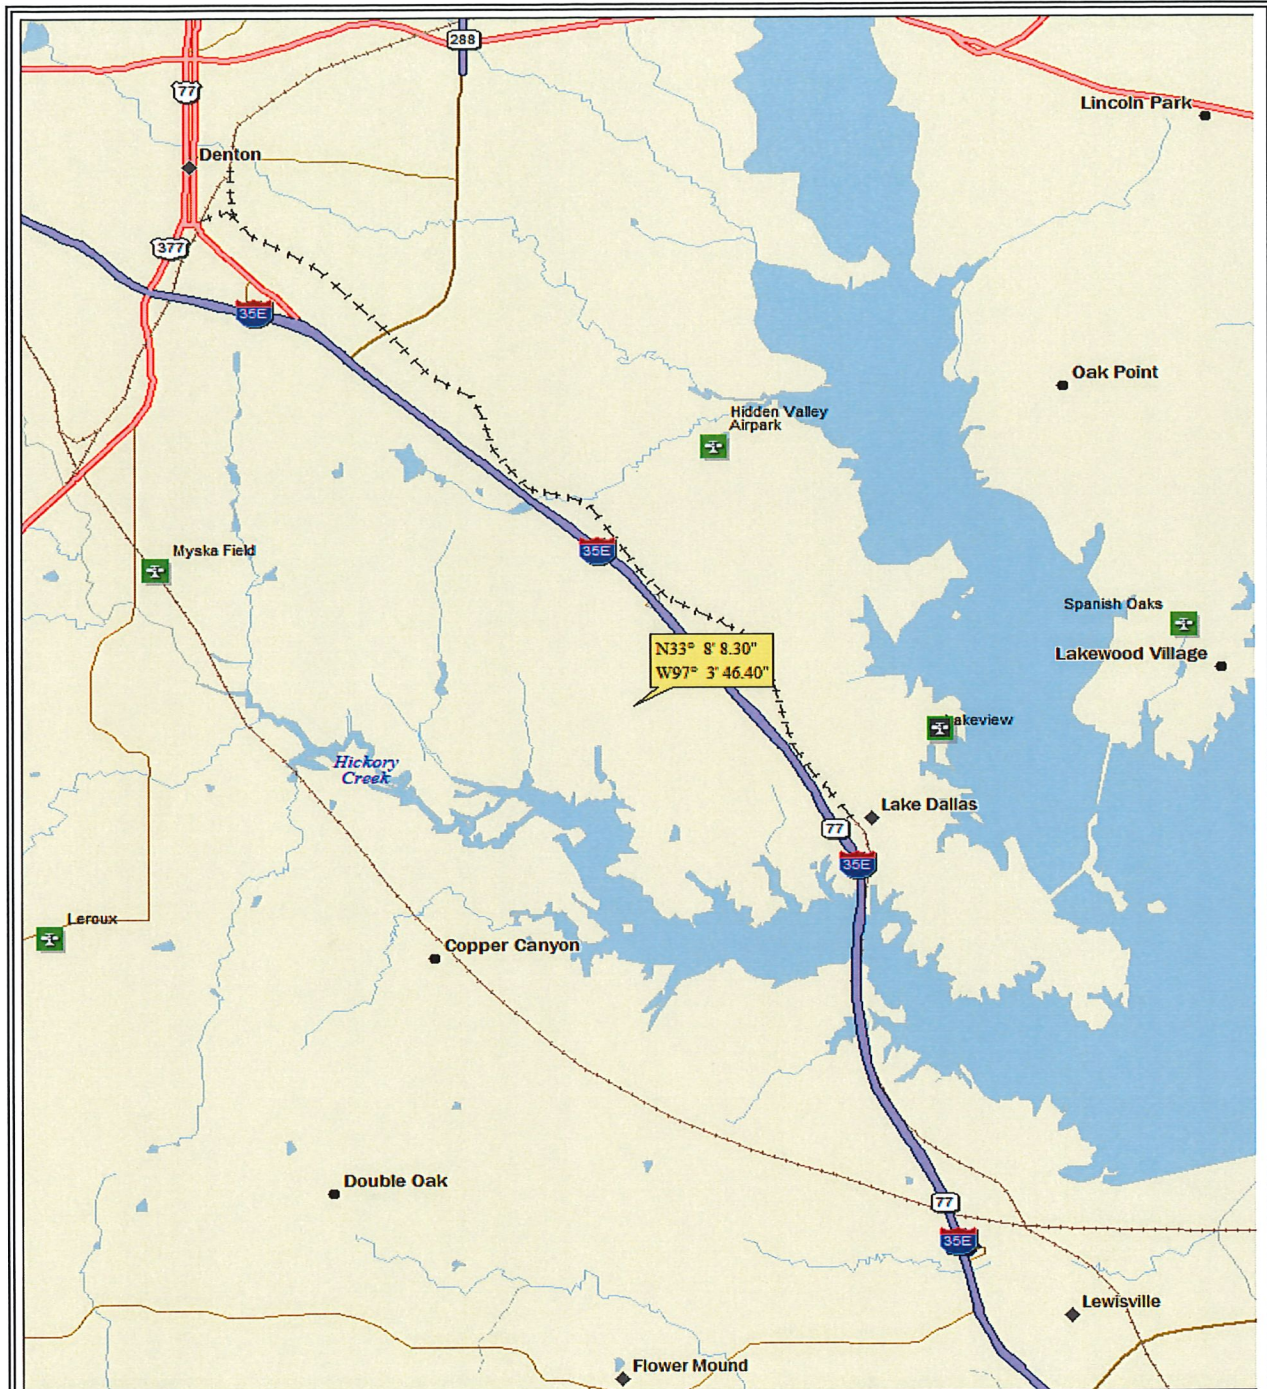 288
Lincoln Park
77
Denton
377
35E
Oak Point
Hidden Valley
Airpark
35E
Myska Field
Spanish Oaks
Lakewood Village
N33° 8' 8.30"
W97° 3' 46.40"
Lakeview
Hickory
Creek
Lake Dallas
77
35E
Leroux
Copper Canyon
Double Oak
77
35E
Lewisville
Flower Mound